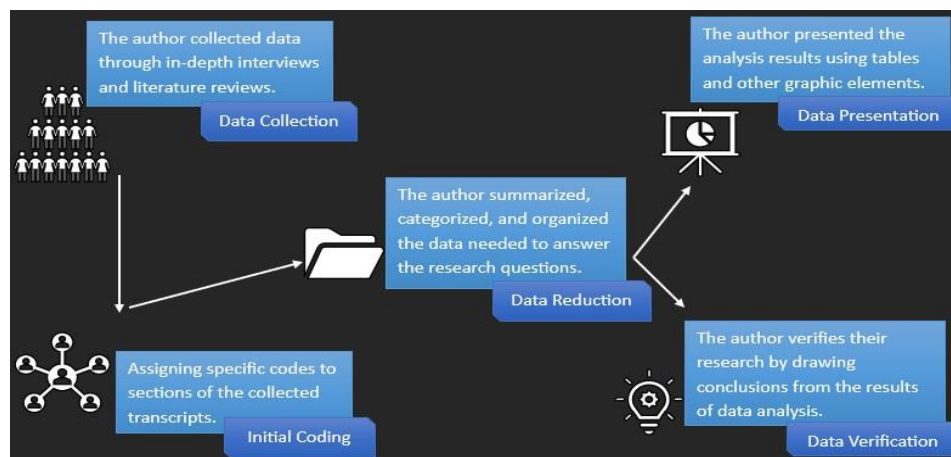 The author collected data
through in-depth interviews
and literature reviews.
Data Collection
Assigning specific codes to
sections of the collected
transcripts.
Initial Coding
The author summarized,
categorized, and organized
the data needed to answer
the research questions.
Data Reduction
The author presented the
analysis results using tables
and other graphic elements.
Data Presentation
The author verifies their
research by drawing
conclusions from the results
of data analysis.
Data Verification